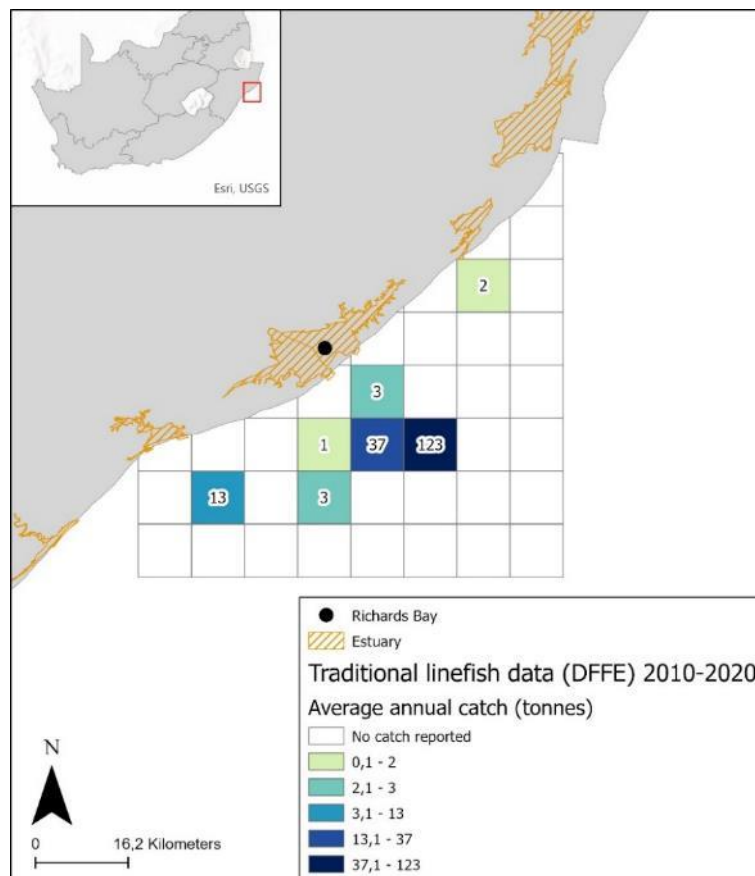 Esri, USGS
2
3
1
37
123
13
3
Richards Bay
Estuary
Traditional linefish data (DFFE) 2010-2020
Average annual catch (tonnes)
No catch reported
0,1 - 2
2,1 - 3
3,1 - 13
13,1 - 37
37,1 - 123
N
0
16,2 Kilometers